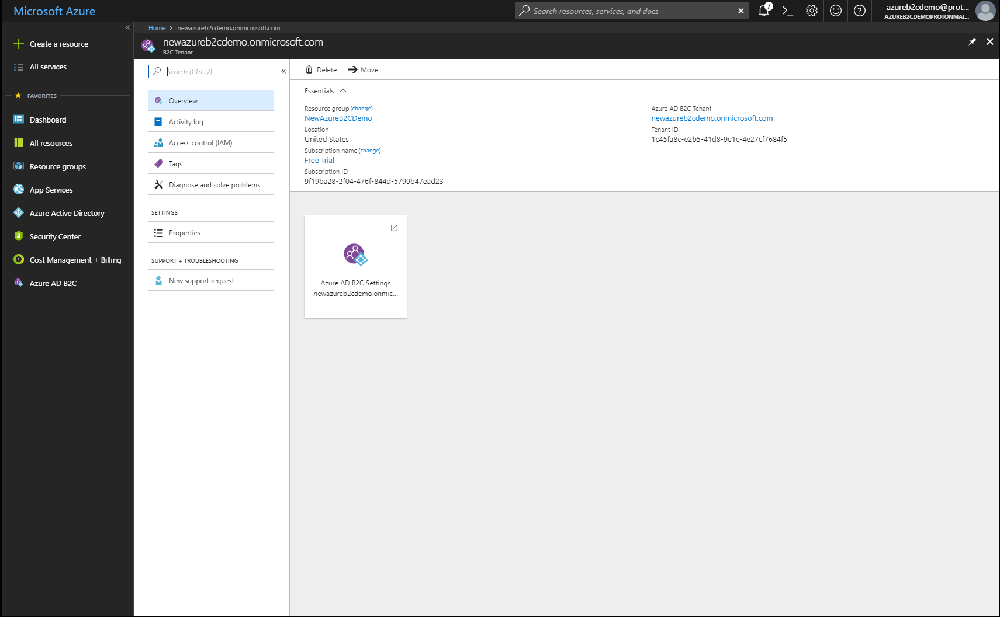 Microsoft Azure
Search resources, services, and docs
7
azureb2cdemo@prot...
AZUREB2CDEMOPROTONMAI...
Create a resource
All services
FAVORITES
Dashboard
All resources
Resource groups
App Services
Azure Active Directory
Security Center
Cost Management + Billing
Azure AD B2C
Home > newazureb2cdemo.onmicrosoft.com
newazureb2cdemo.onmicrosoft.com
B2C Tenant
Search (Ctrl+/)
Overview
Activity log
Access control (IAM)
Tags
Diagnose and solve problems
SETTINGS
Properties
SUPPORT + TROUBLESHOOTING
New support request
Delete Move
Essentials
Resource group (change)
NewAzureB2CDemo
Location
United States
Subscription name (change)
Free Trial
Subscription ID
9f19ba28-2f04-476f-844d-5799b47ead23
Azure AD B2C Tenant
newazureb2cdemo.onmicrosoft.com
Tenant ID
1c45fa8c-e2b5-41d8-9e1c-4e27cf7684f5
Azure AD B2C Settings
newazureb2cdemo.onmic...